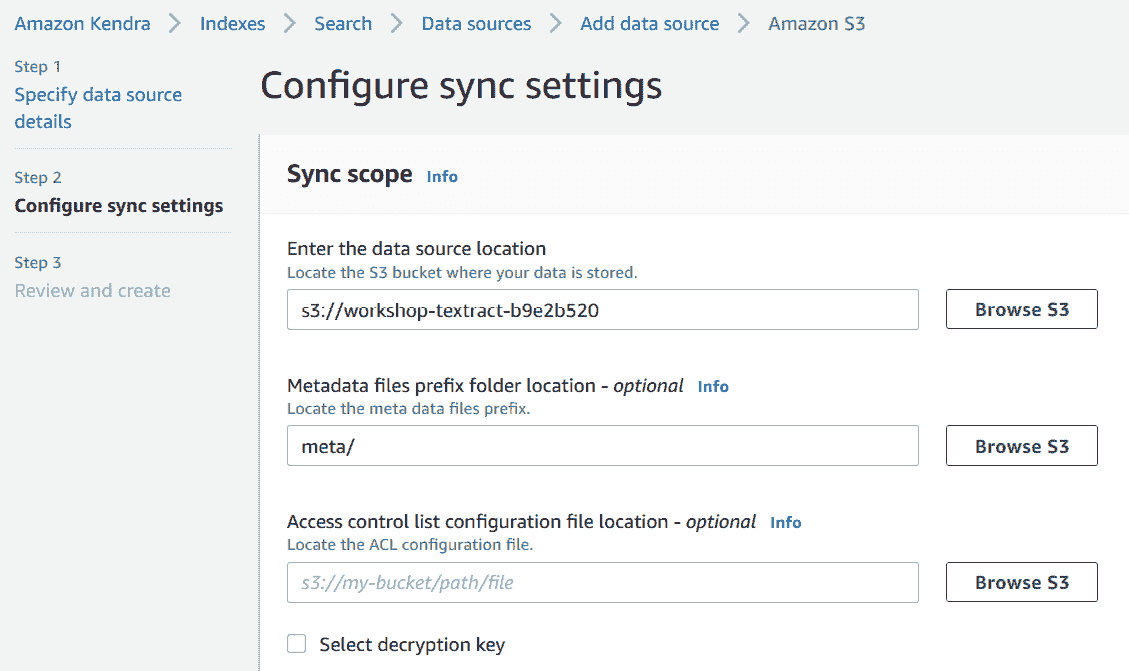 Amazon Kendra > Indexes > Search > Data sources > Add data source > Amazon S3
Step 1
Specify data source
details
Step 2
Configure sync settings
Step 3
Review and create
Configure sync settings
Sync scope Info
Enter the data source location
Locate the S3 bucket where your data is stored.
s3://workshop-textract-b9e2b520
Browse S3
Metadata files prefix folder location - optional Info
Locate the meta data files prefix.
meta/
Browse S3
Access control list configuration file location - optional Info
Locate the ACL configuration file.
s3://my-bucket/path/file
Browse S3
Select decryption key